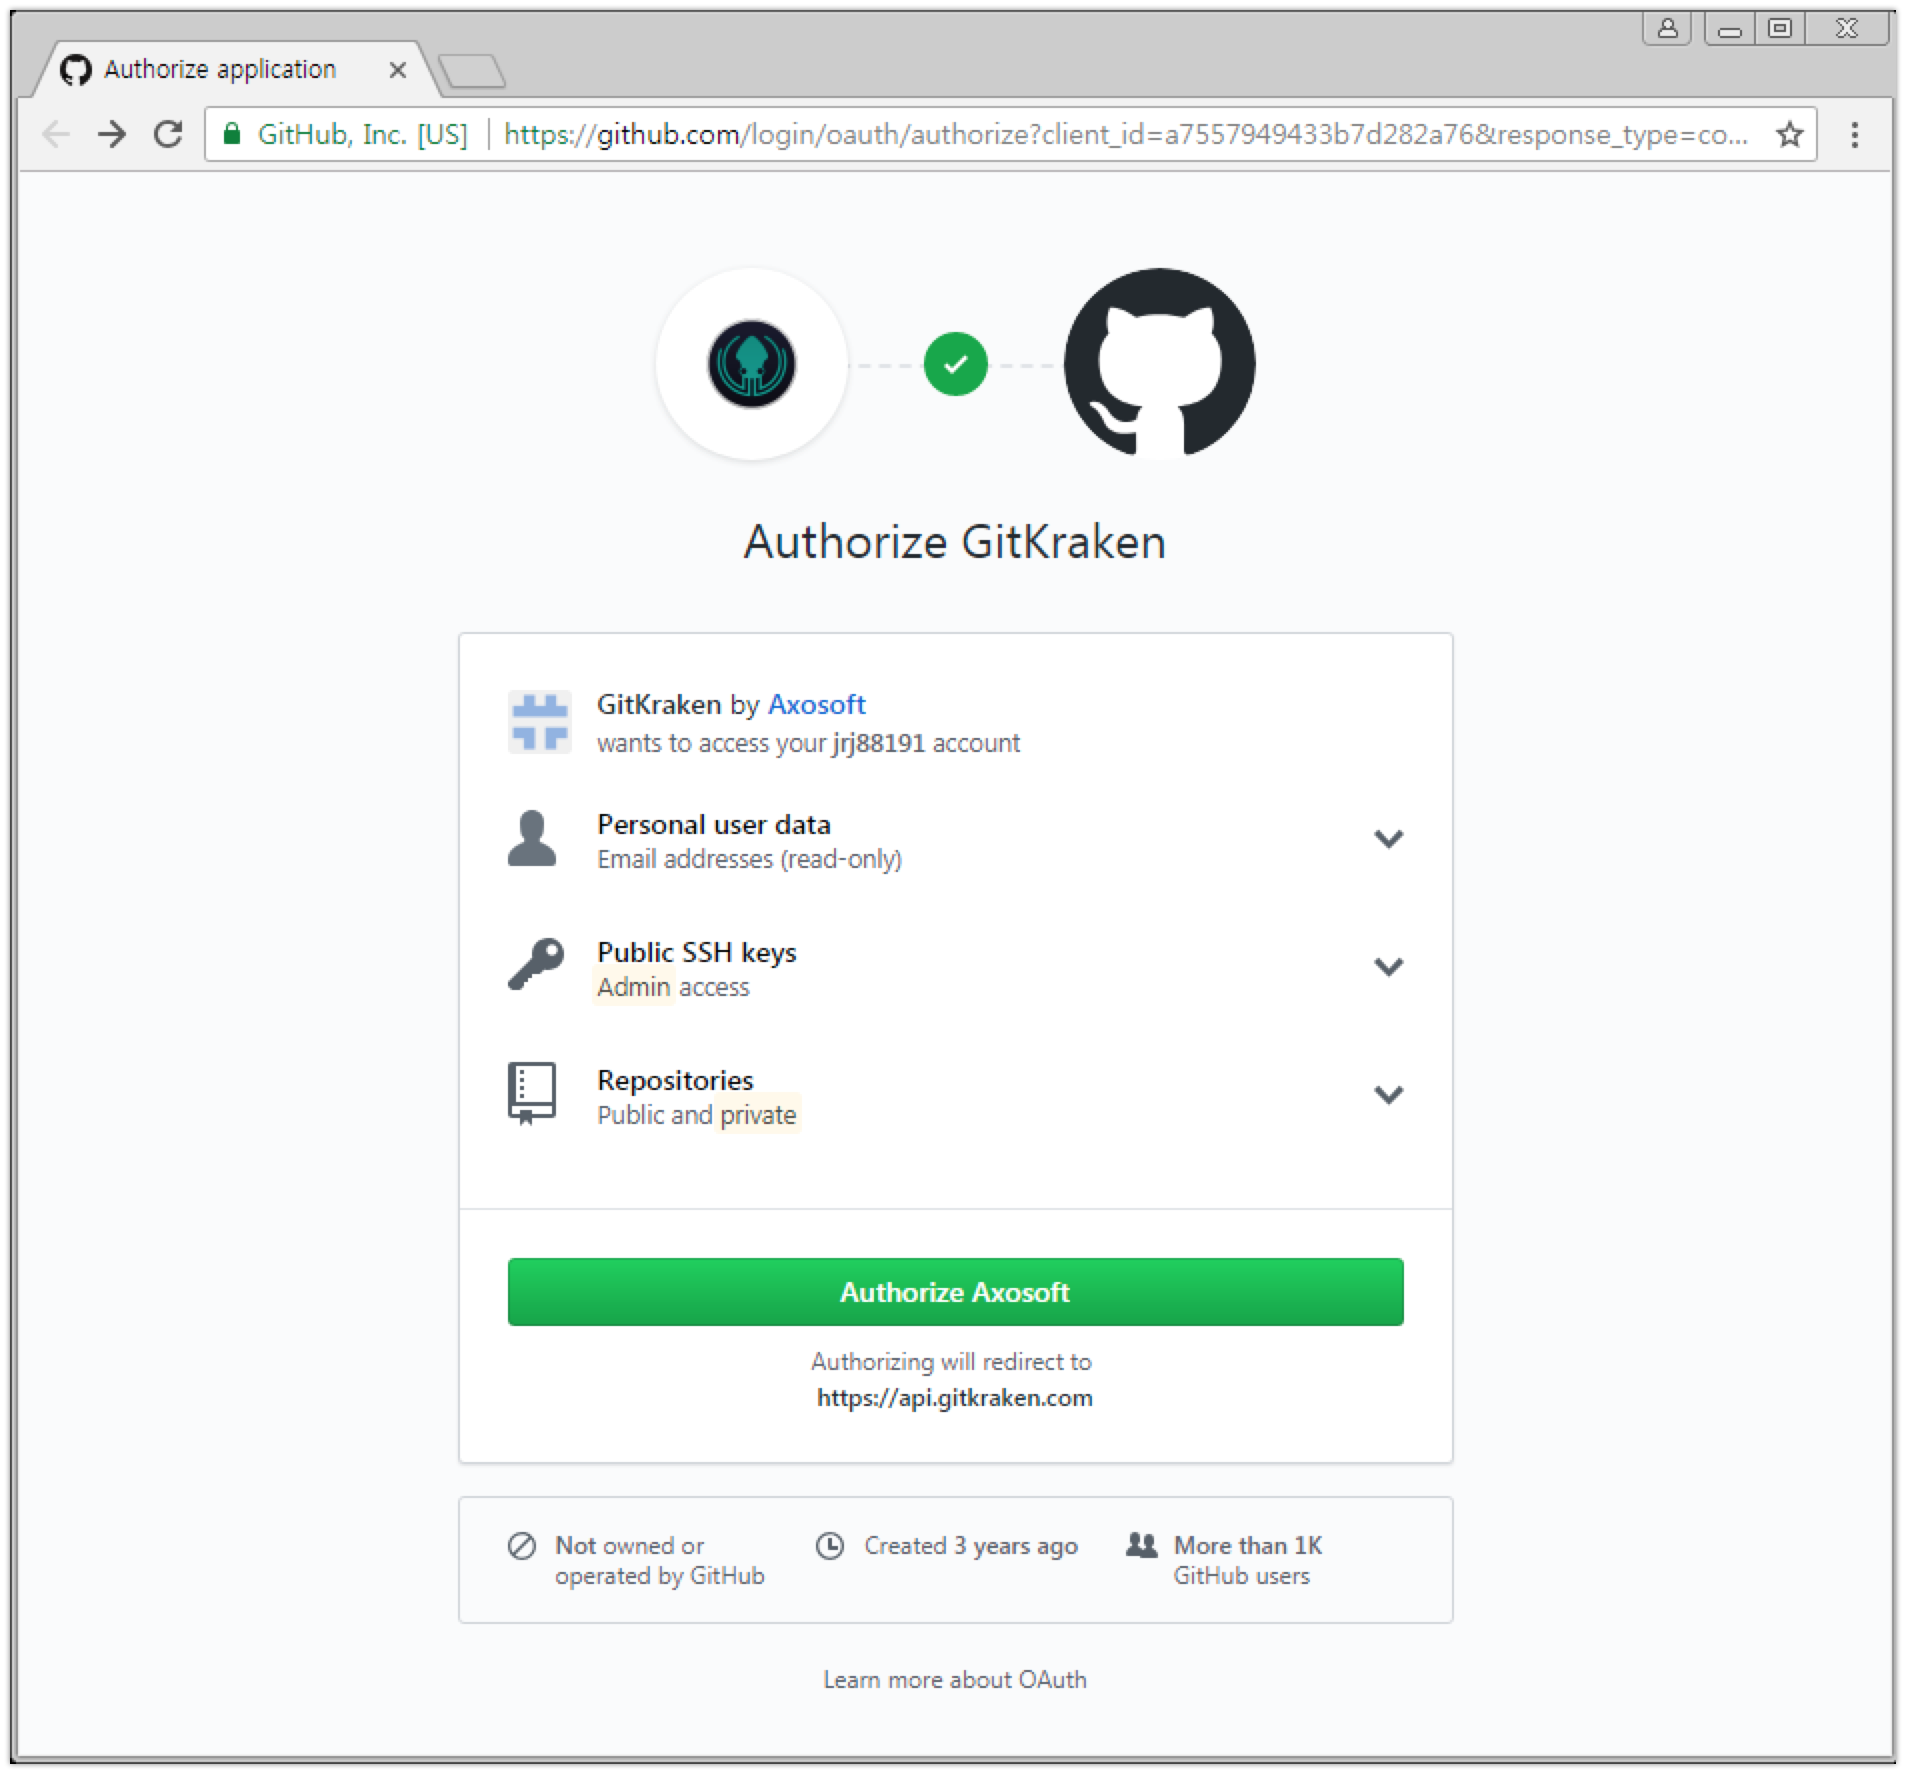 Authorize application
GitHub, Inc. [US] https://github.com/login/oauth/authorize?client_id=a7557949433b7d282a76&response_type=co...
Authorize GitKraken
GitKraken by Axosoft
wants to access your jrj88191 account
Personal user data
Email addresses (read-only)
Public SSH keys
Admin access
Repositories
Public and private
Authorize Axosoft
Authorizing will redirect to
https://api.gitkraken.com
Not owned or
operated by GitHub
Created 3 years ago
More than 1K
GitHub users
Learn more about OAuth